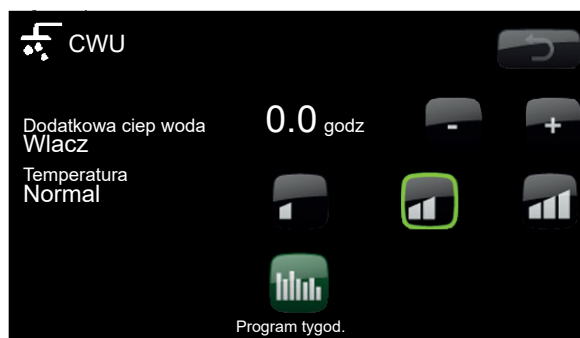 CWU
Dodatkowa ciep woda
Wlacz
0.0 godz
- +
Temperatura
Normal
Program tygod.